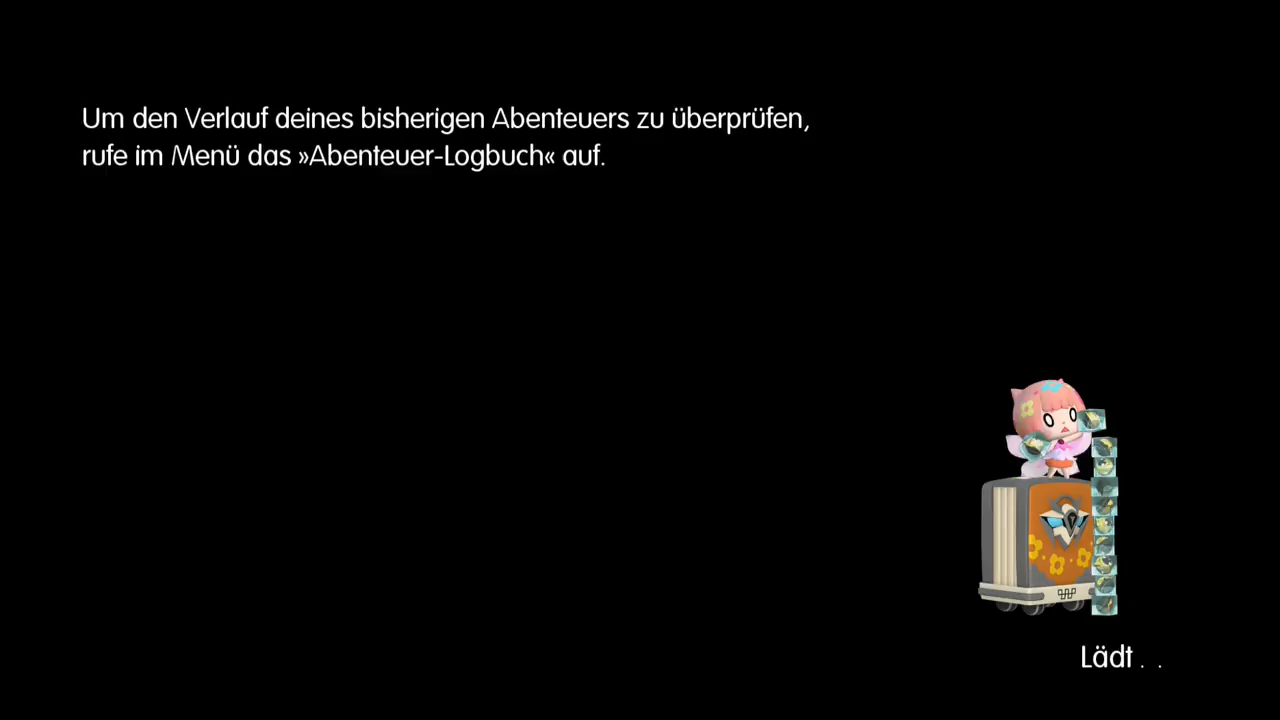 Um den Verlauf deines bisherigen Abenteuers zu überprüfen,
rufe im Menü das »Abenteuer-Logbuch« auf.
Lädt . .